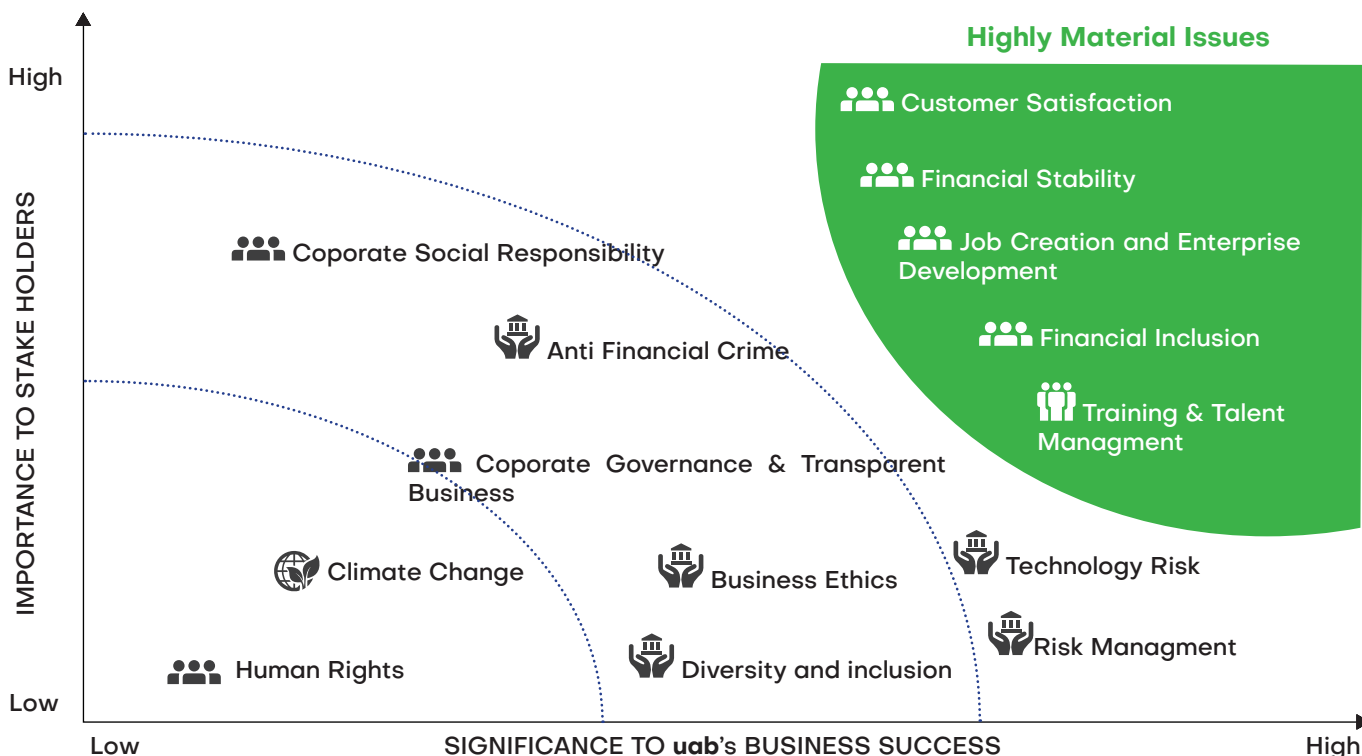 Highly Material Issues
High
Customer Satisfaction
Financial Stability
Job Creation and Enterprise
Development
Financial Inclusion
Training & Talent
Managment
Coporate Social Responsibility
Anti Financial Crime
Coporate Governance & Transparent
Business
Climate Change
Business Ethics
Technology Risk
Human Rights
Diversity and inclusion
Risk Managment
IMPORTANCE TO STAKE HOLDERS
Low
Low
SIGNIFICANCE TO uab's BUSINESS SUCCESS
High